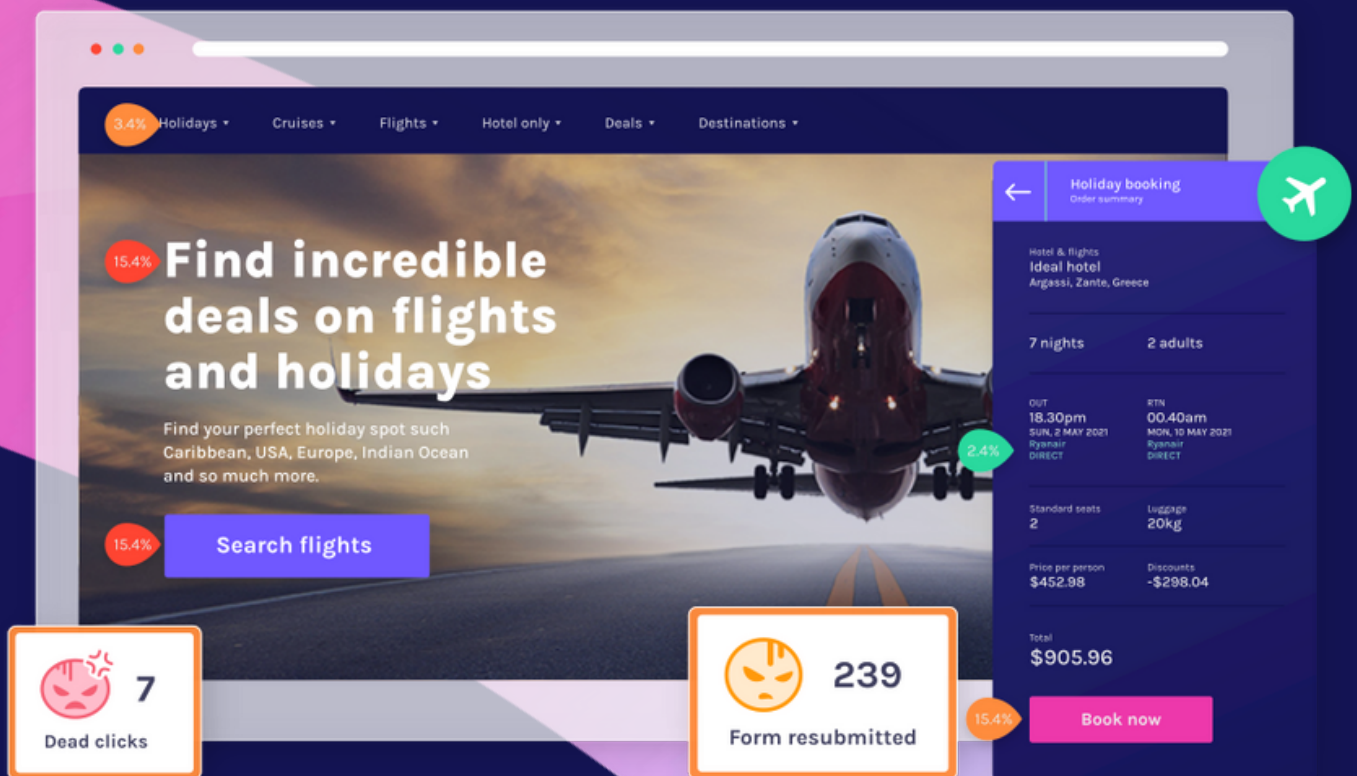 3.4%
Holidays
Cruises
Flights
Hotel only
Deals
Destinations
15.4%
Find incredible
deals on flights
and holidays
Find your perfect holiday spot such
Caribbean, USA, Europe, Indian Ocean
and so much more.
15.4%
Search flights
7
Dead clicks
239
Form resubmitted
Holiday booking
Order summary
Hotel & flights
Ideal hotel
Argassi, Zante, Greece
7 nights 2 adults
OUT RTN
18.30pm 00.40am
SUN, 2 MAY 2021 MON, 10 MAY 2021
2.4%
Ryanair Ryanair
DIRECT DIRECT
Standard seats Luggage
2 20kg
Price per person Discounts
$452.98 -$298.04
Total
$905.96
15.4%
Book now